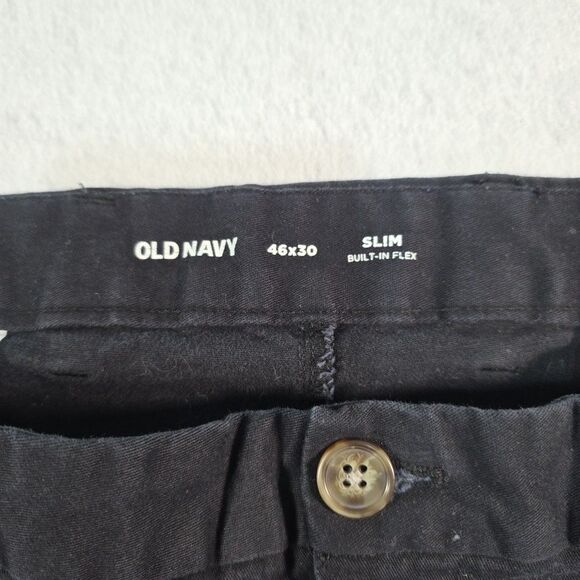 OLD NAVY
46x30
SLIM
BUILT-IN FLEX